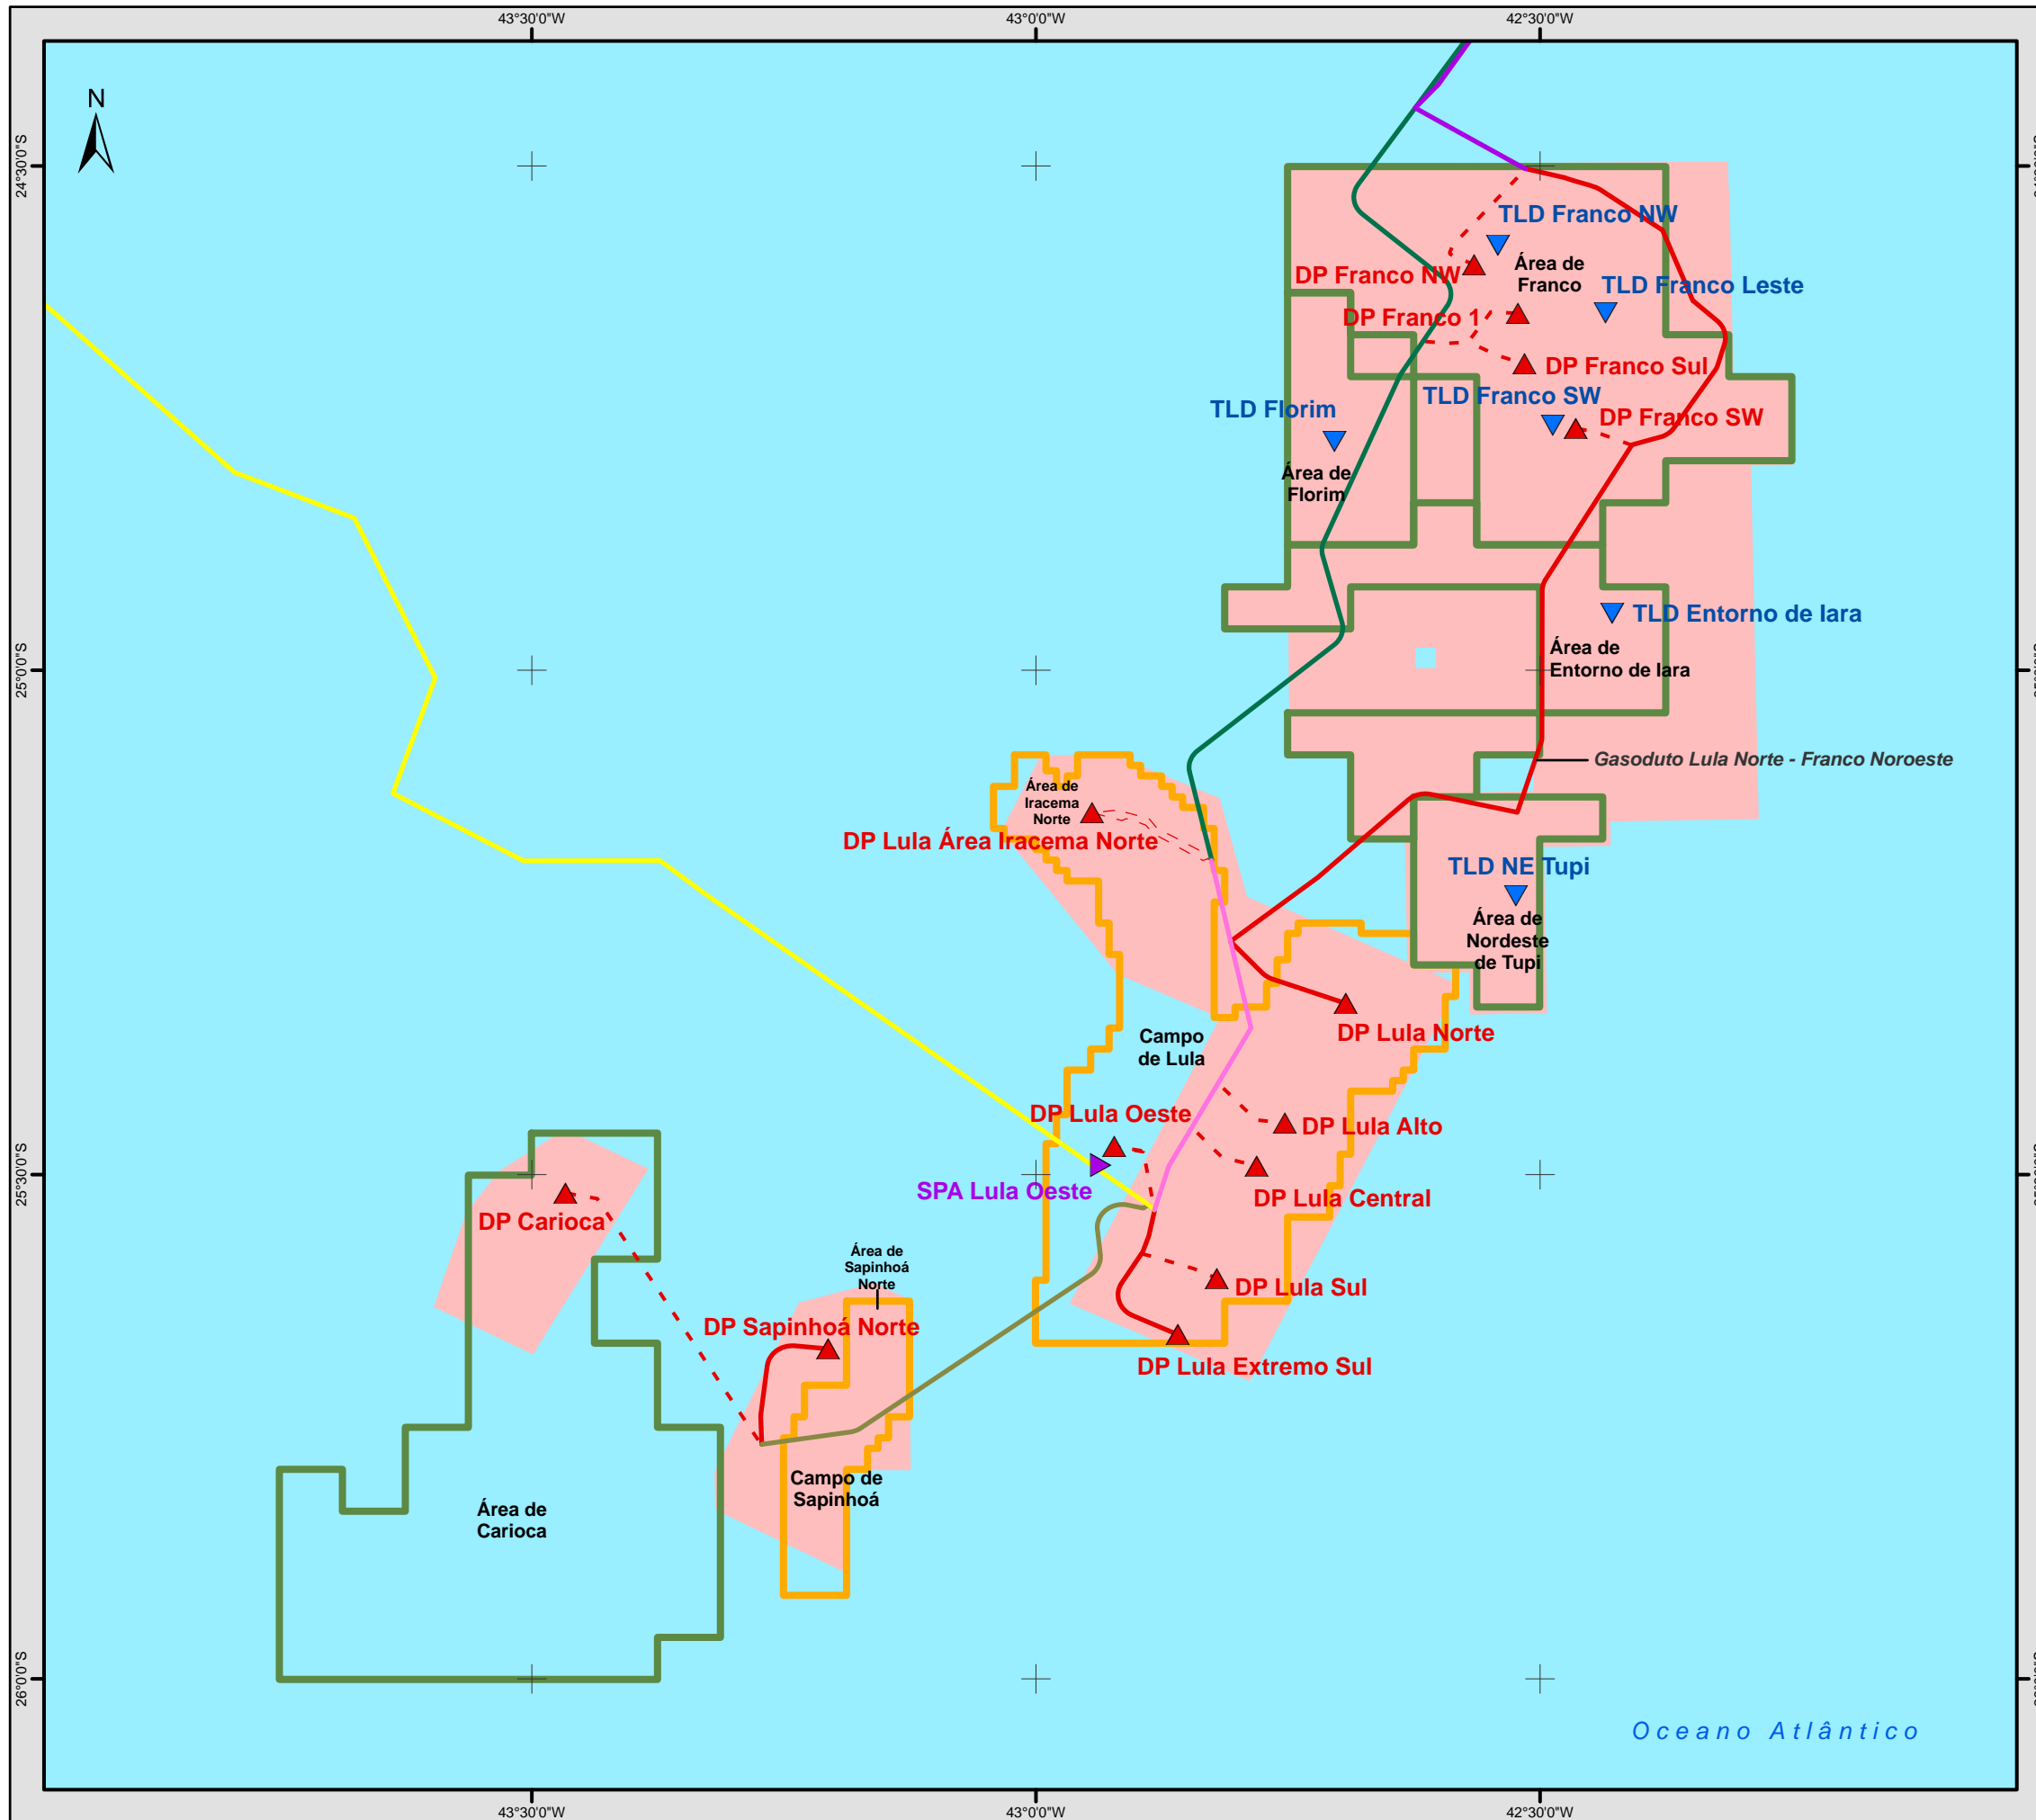 43°30'0"W
43°0'0"W
42°30'0"W
N
24°30'0"S
TLD Franco NW
Área de
Franco
DP Franco NW
TLD Franco Leste
DP Franco 1
DP Franco Sul
TLD Franco SW
TLD Florim
DP Franco SW
Área de
Florim
TLD Entorno de Iara
25°0'0"S
Área de
Entorno de Iara
Gasoduto Lula Norte - Franco Noroeste
Área de
Iracema
Norte
DP Lula Área Iracema Norte
TLD NE Tupi
Área de
Nordeste
de Tupi
DP Lula Norte
Campo
de Lula
DP Lula Oeste
DP Lula Alto
25°30'0"S
SPA Lula Oeste
DP Lula Central
DP Carioca
Área de
Sapinhoá
Norte
DP Lula Sul
DP Sapinhoá Norte
DP Lula Extremo Sul
Campo de
Sapinhoá
Área de
Carioca
26°0'0"S
Oceano Atlântico
43°30'0"W
43°0'0"W
42°30'0"W